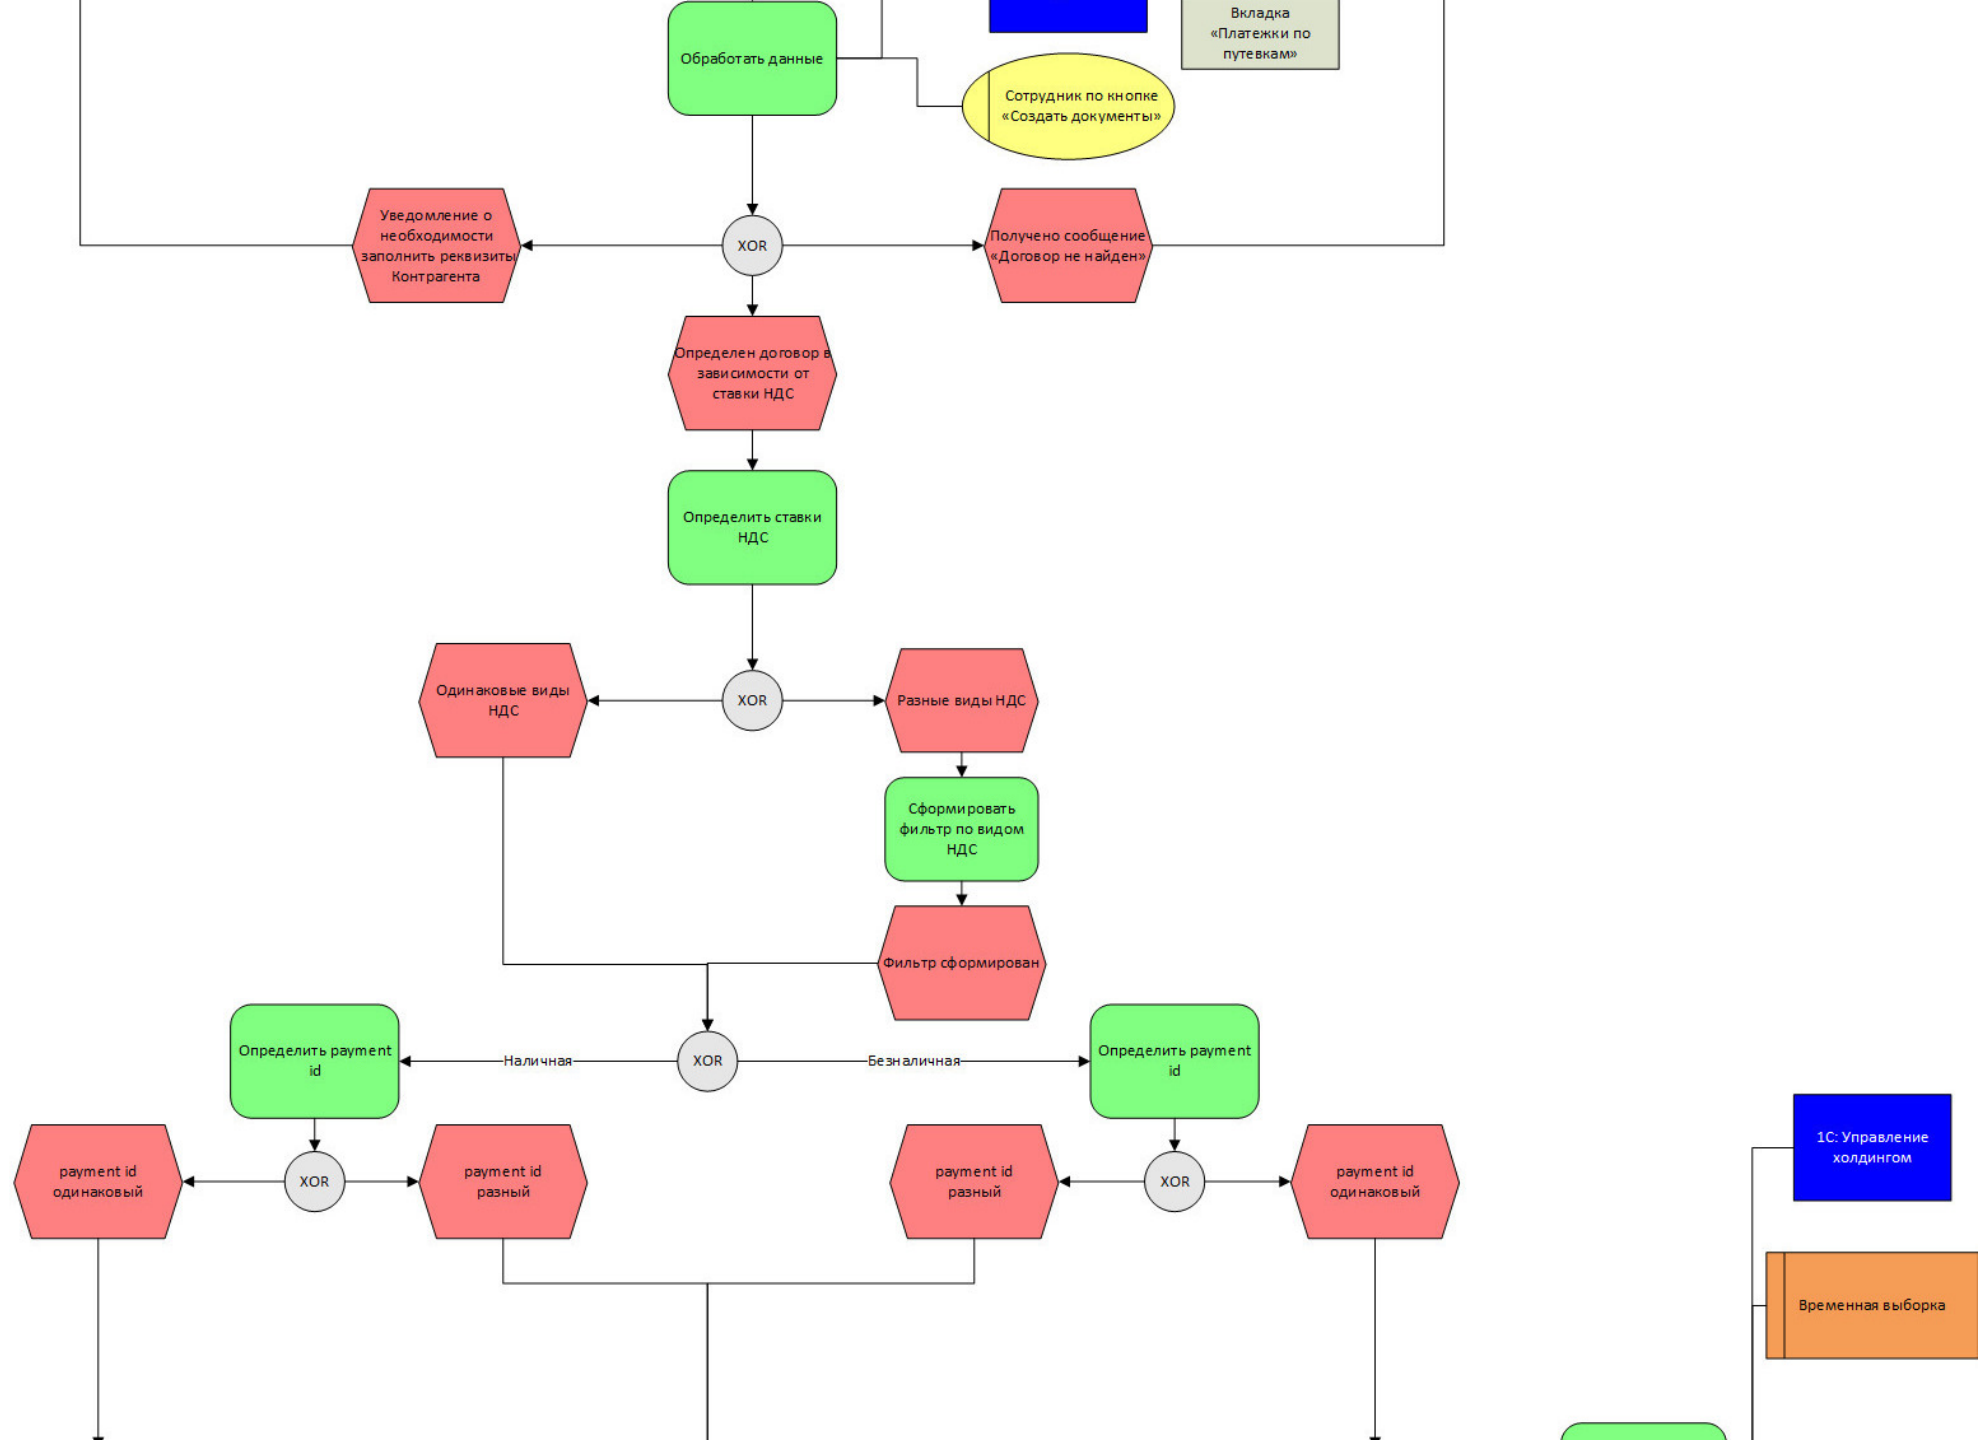 Вкладка
«Платежки по
путевкам»
Обработать данные
Сотрудник по кнопке
«Создать документы»
Уведомление о
необходимости
заполнить реквизиты
Контрагента
XOR
Получено сообщение
«Договор не найден»
Определен договор в
зависимости от
ставки НДС
Определить ставки
НДС
Одинаковые виды
НДС
XOR
Разные виды НДС
Сформировать
фильтр по видом
НДС
Фильтр сформирован
Определить payment
id
Наличная
XOR
Безналичная
Определить payment
id
payment id
одинаковый
XOR
payment id
разный
payment id
разный
XOR
payment id
одинаковый
1С: Управление
холдингом
Временная выборка